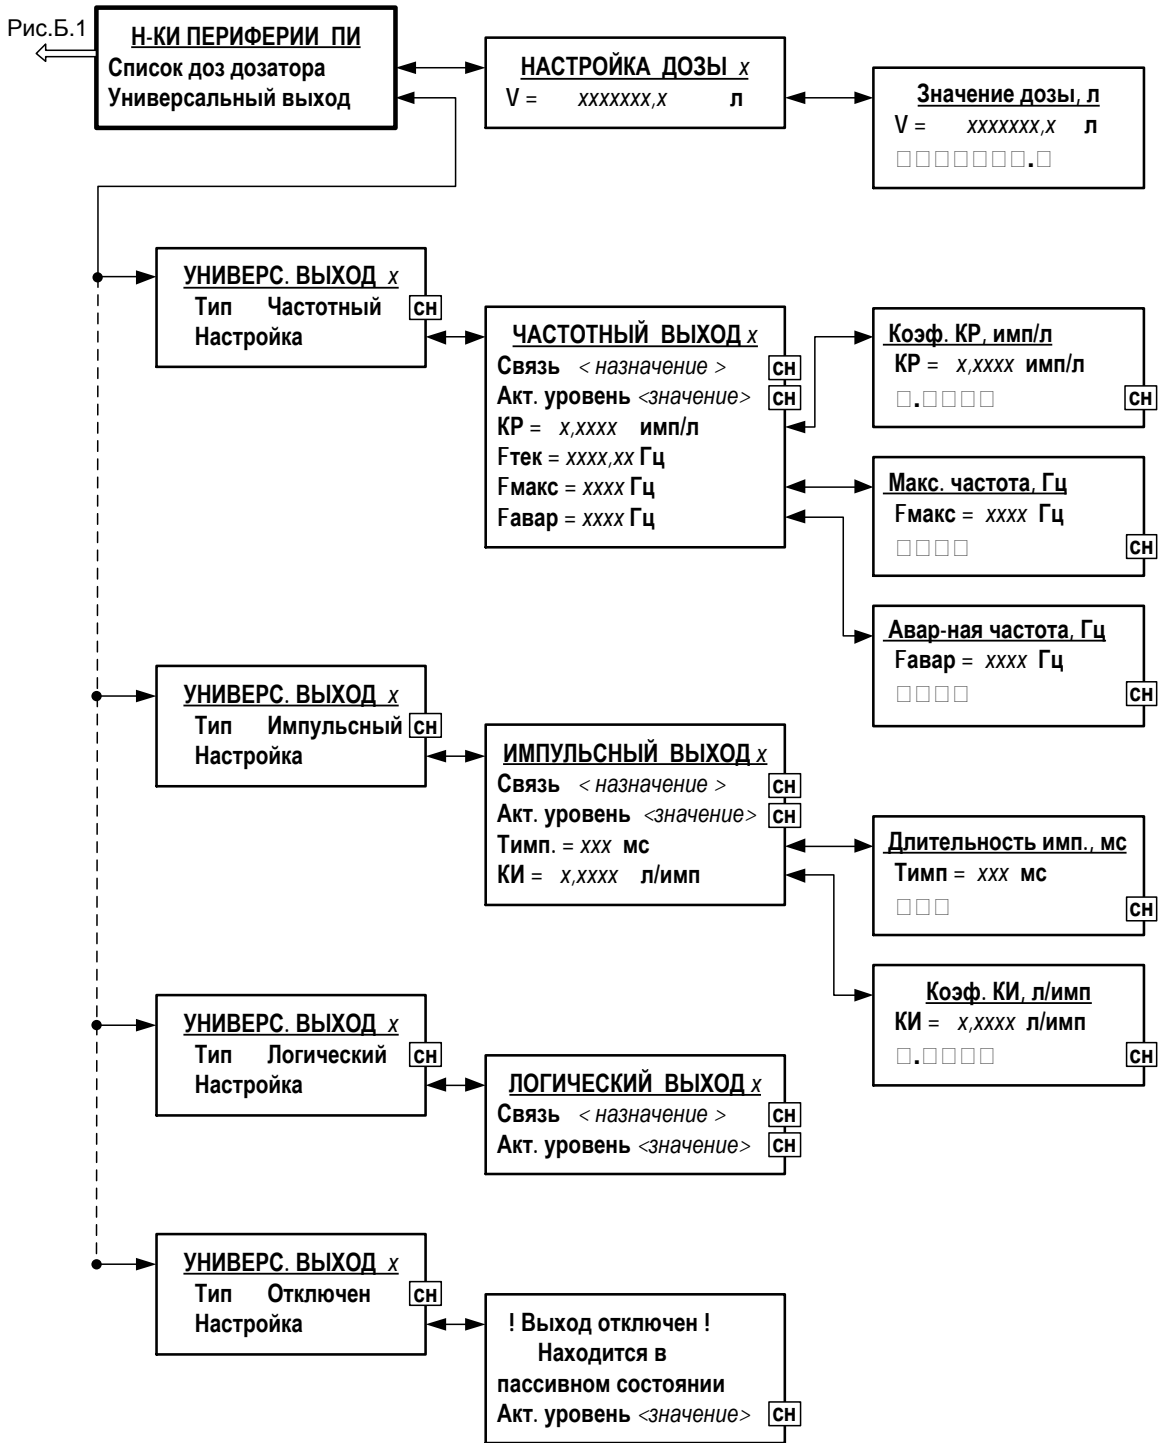 Рис.Б.1
Н-КИ ПЕРИФЕРИИ ПИ
Список доз дозатора
Универсальный выход
НАСТРОЙКА ДОЗЫ x
V = xxxxxxx,x л
Значение дозы, л
V = xxxxxxx,x л
□□□□□□□.□
УНИВЕРС. ВЫХОД x
Тип Частотный СН
Настройка
ЧАСТОТНЫЙ ВЫХОД x
Связь < назначение > СН
Акт. уровень <значение> СН
КР = x,xxxx имп/л
Fтек = xxxx,xx Гц
Fмакс = xxxx Гц
Fавар = xxxx Гц
Коэф. КР, имп/л
КР = x,xxxx имп/л
□.□□□□ СН
Макс. частота, Гц
Fмакс = xxxx Гц
□□□□ СН
Авар-ная частота, Гц
Fавар = xxxx Гц
□□□□ СН
УНИВЕРС. ВЫХОД x
Тип Импульсный СН
Настройка
ИМПУЛЬСНЫЙ ВЫХОД x
Связь < назначение > СН
Акт. уровень <значение> СН
Тимп. = xxx мс
КИ = x,xxxx л/имп
Длительность имп., мс
Тимп = xxx мс
□□□ СН
Коэф. КИ, л/имп
КИ = x,xxxx л/имп
□.□□□□ СН
УНИВЕРС. ВЫХОД x
Тип Логический СН
Настройка
ЛОГИЧЕСКИЙ ВЫХОД x
Связь < назначение > СН
Акт. уровень <значение> СН
УНИВЕРС. ВЫХОД x
Тип Отключен СН
Настройка
! Выход отключен !
Находится в
пассивном состоянии
Акт. уровень <значение> СН